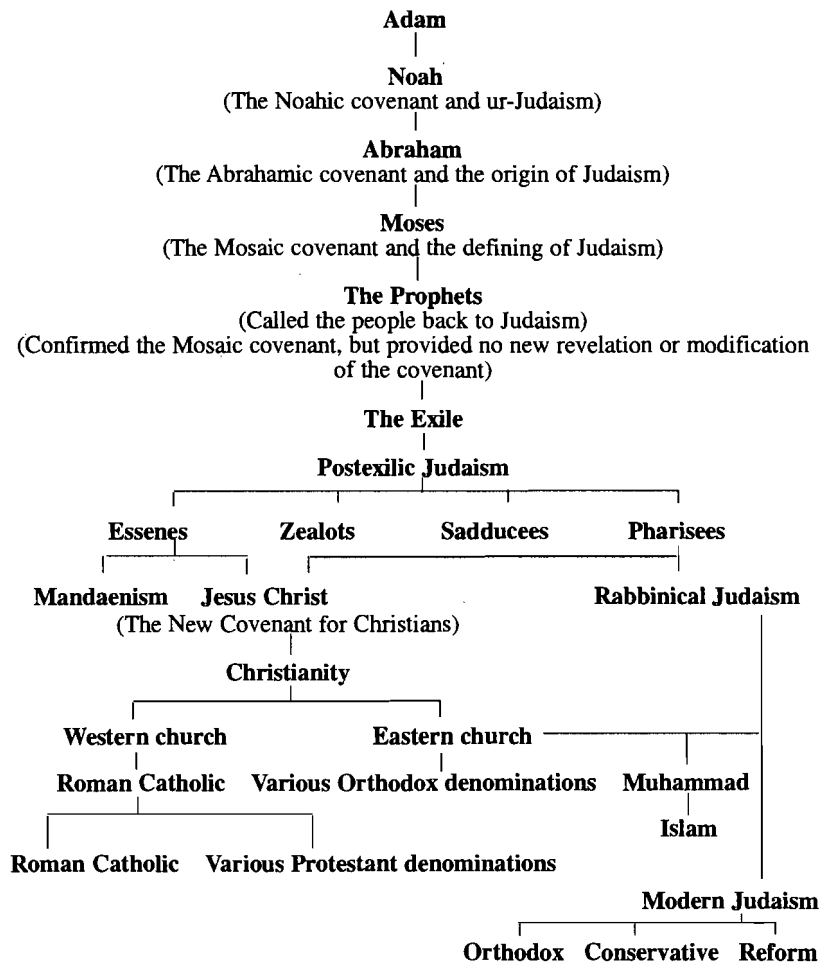 Adam
Noah
(The Noahic covenant and ur-Judaism)
Abraham
(The Abrahamic covenant and the origin of Judaism)
Moses
(The Mosaic covenant and the defining of Judaism)
The Prophets
(Called the people back to Judaism)
(Confirmed the Mosaic covenant, but provided no new revelation or modification
of the covenant)
The Exile
Postexilic Judaism
Essenes Zealots Sadducees Pharisees
Mandaenism Jesus Christ Rabbinical Judaism
(The New Covenant for Christians)
Christianity
Western church Eastern church
Roman Catholic Various Orthodox denominations Muhammad
Islam
Roman Catholic Various Protestant denominations
Modern Judaism
Orthodox Conservative Reform